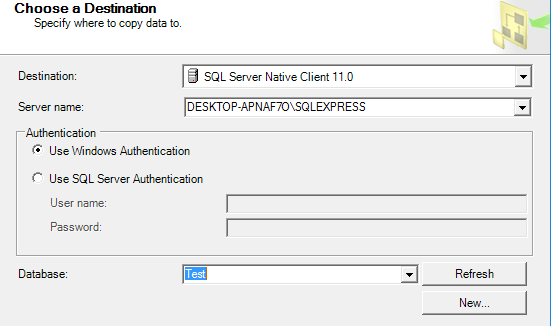 Choose a Destination
Specify where to copy data to.
Destination:
SQL Server Native Client 11.0
Server name:
DESKTOP-APNAF7O\SQLEXPRESS
Authentication
Use Windows Authentication
Use SQL Server Authentication
User name:
Password:
Database:
Test
Refresh
New...